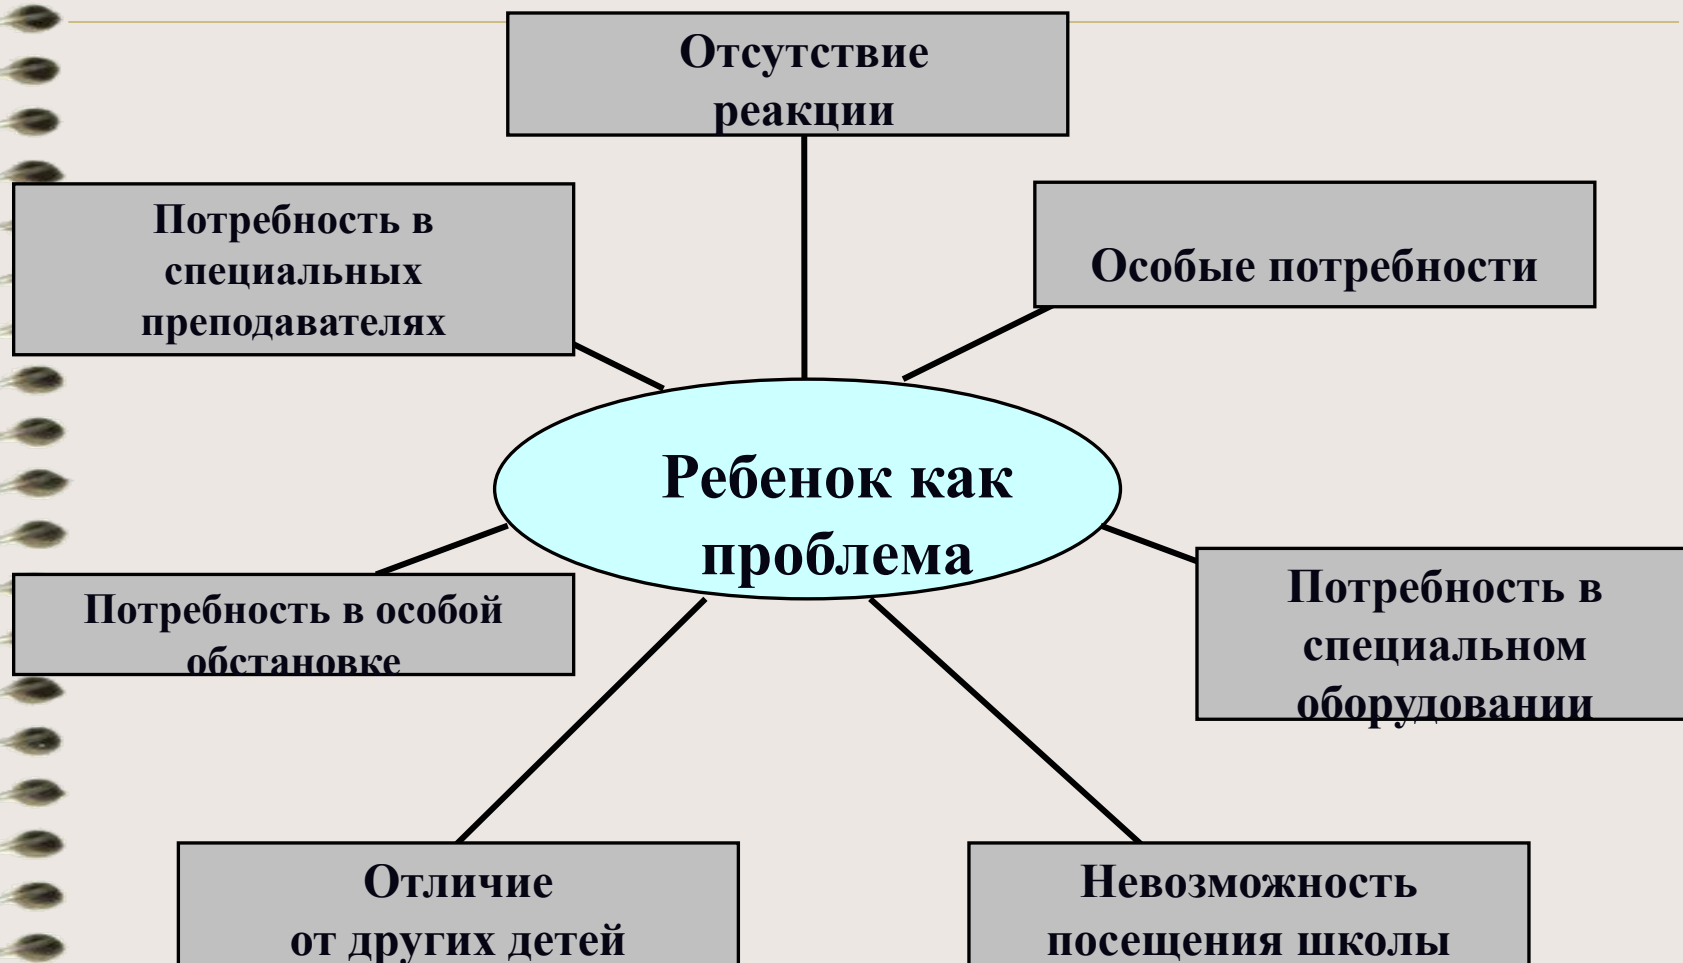 Отсутствие
реакции
Потребность в
специальных
преподавателях
Особые потребности
Ребенок как
проблема
Потребность в особой
обстановке
Потребность в
специальном
оборудовании
Отличие
от других детей
Невозможность
посещения школы